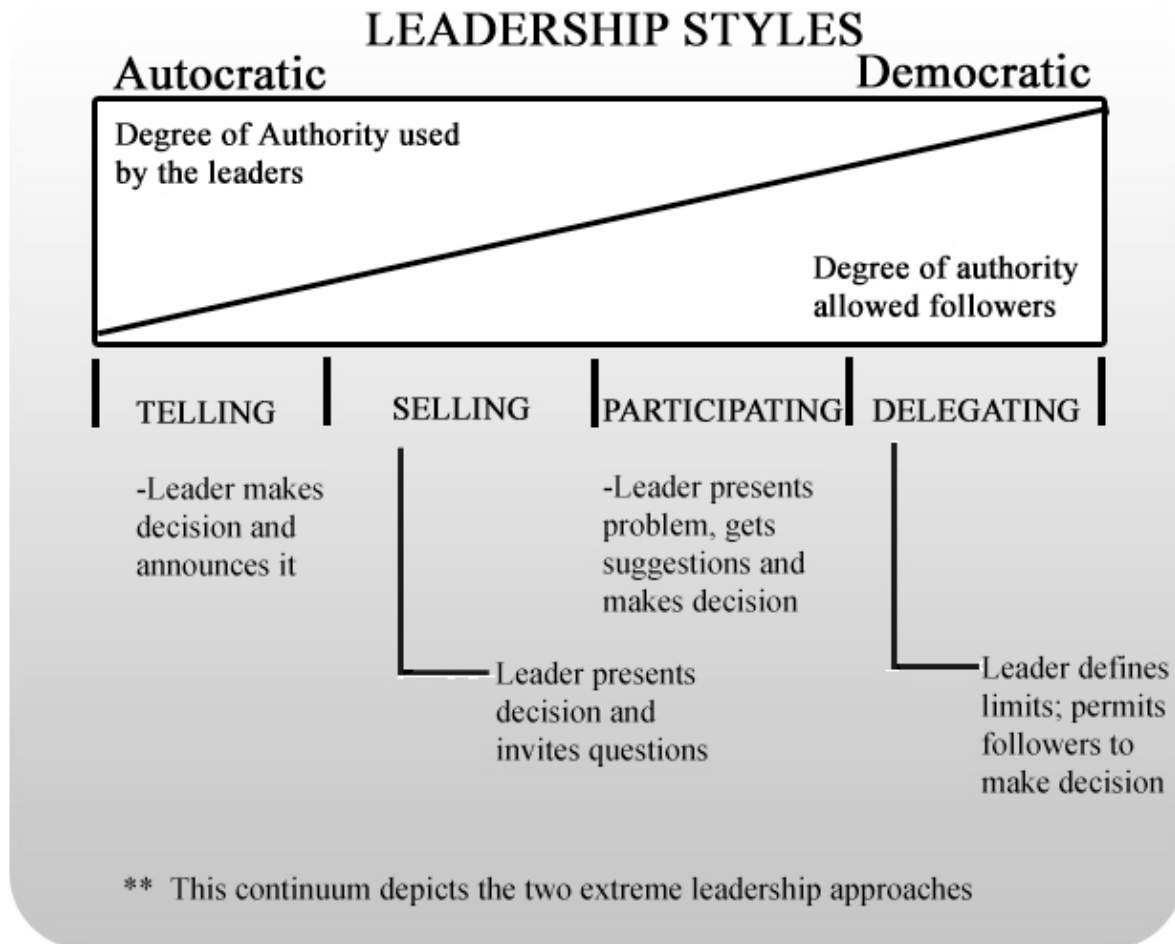 LEADERSHIP STYLES
Autocratic
Democratic
Degree of Authority used
by the leaders
Degree of authority
allowed followers
TELLING
SELLING
PARTICIPATING
DELEGATING
-Leader makes
decision and
announces it
-Leader presents
problem, gets
suggestions and
makes decision
Leader presents
decision and
invites questions
Leader defines
limits; permits
followers to
make decision
** This continuum depicts the two extreme leadership approaches